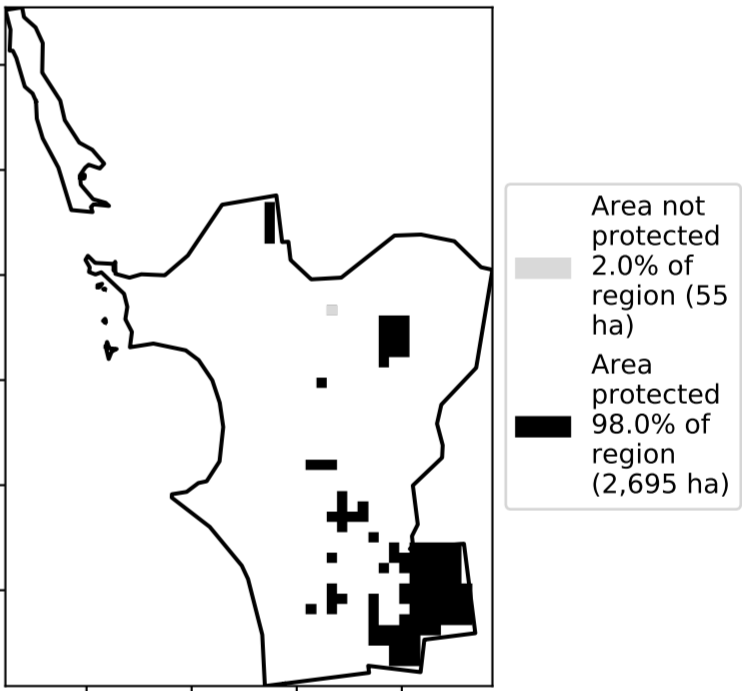 Area not
protected
2.0% of
region (55
ha)
Area
protected
98.0% of
region
(2,695 ha)